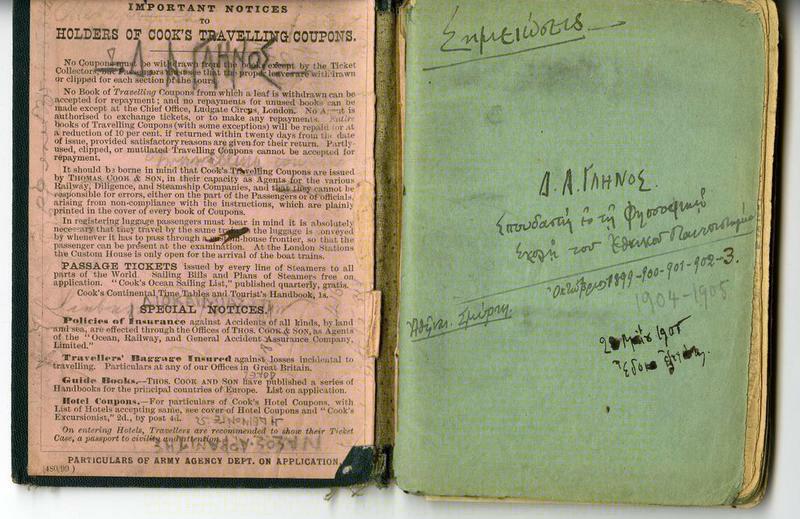 IMPORTANT NOTICES
TO
HOLDERS OF COOK'S TRAVELLING COUPONS.
Δ. Α. ΓΛΗΝΟΣ
No Coupons can be withdrawn from the book except by the Ticket
Collectors, that the proper leaves are withdrawn
or clipped for each section of the tours.
No Book of Travelling Coupons from which a leaf is withdrawn can be
accepted for repayment; and no repayments for unused books can be
made except at the Chief Office, Ludgate Circus, London. No Agent is
authorised to exchange tickets, or to make any repayments. Entire
books of Travelling Coupons (with some exceptions) will be repaid for at
a reduction of 10 per cent. if returned within twenty days from the date
of issue, provided satisfactory reasons are given for their return. Partly-
used, clipped, or mutilated Travelling Coupons cannot be accepted for
repayment.
It should be borne in mind that Cook's Travelling Coupons are issued
by THOMAS COOK & SON, in their capacity as Agents for the various
Railway, Diligence, and Steamship Companies, and that they cannot be
responsible for errors, either on the part of the Passengers or of officials,
arising from non-compliance with the instructions, which are plainly
printed in the cover of every book of Coupons.
In registering luggage passengers must bear in mind it is absolutely
necessary that they travel by the same train as the luggage is conveyed
by whenever it has to pass through a Custom-house frontier, so that the
passenger can be present at the examination. At the London Stations
the Custom House is only open for the arrival of the boat trains.
PASSAGE TICKETS issued by every line of Steamers to all
parts of the World. Sailing Bills and Plans of Steamers free on
application. "Cook's Ocean Sailing List," published quarterly, gratis.
Cook's Continental Time Tables and Tourist's Handbook, 1s.
SPECIAL NOTICES.
Policies of Insurance against Accidents of all kinds, by land
and sea, are effected through the Offices of THOS. COOK & SON, as Agents
of the "Ocean, Railway, and General Accident Assurance Company,
Limited."
Travellers' Baggage Insured against losses incidental to
travelling. Particulars at any of our Offices in Great Britain.
Guide Books.—THOS. COOK AND SON have published a series of
Handbooks for the principal countries of Europe. List on application.
Hotel Coupons.—For particulars of Cook's Hotel Coupons, with
List of Hotels accepting same, see cover of Hotel Coupons and "Cook's
Excursionist," 2d., by post 4d.
On entering Hotels, Travellers are recommended to show their Ticket
Case, a passport to civility and attention.
PARTICULARS OF ARMY AGENCY DEPT. ON APPLICATION.
(480/99)
Σημειώσεις
Δ. Α. ΓΛΗΝΟΣ.
Σπουδαστὴς ἐν τῇ Φιλοσοφικῇ
Σχολῇ τοῦ Ἐθνικοῦ Πανεπιστημίου
Ὀκτώβριος 1899-900-901-902-3.
1904-1905
Ἀθῆναι. Σμύρνη.
1905